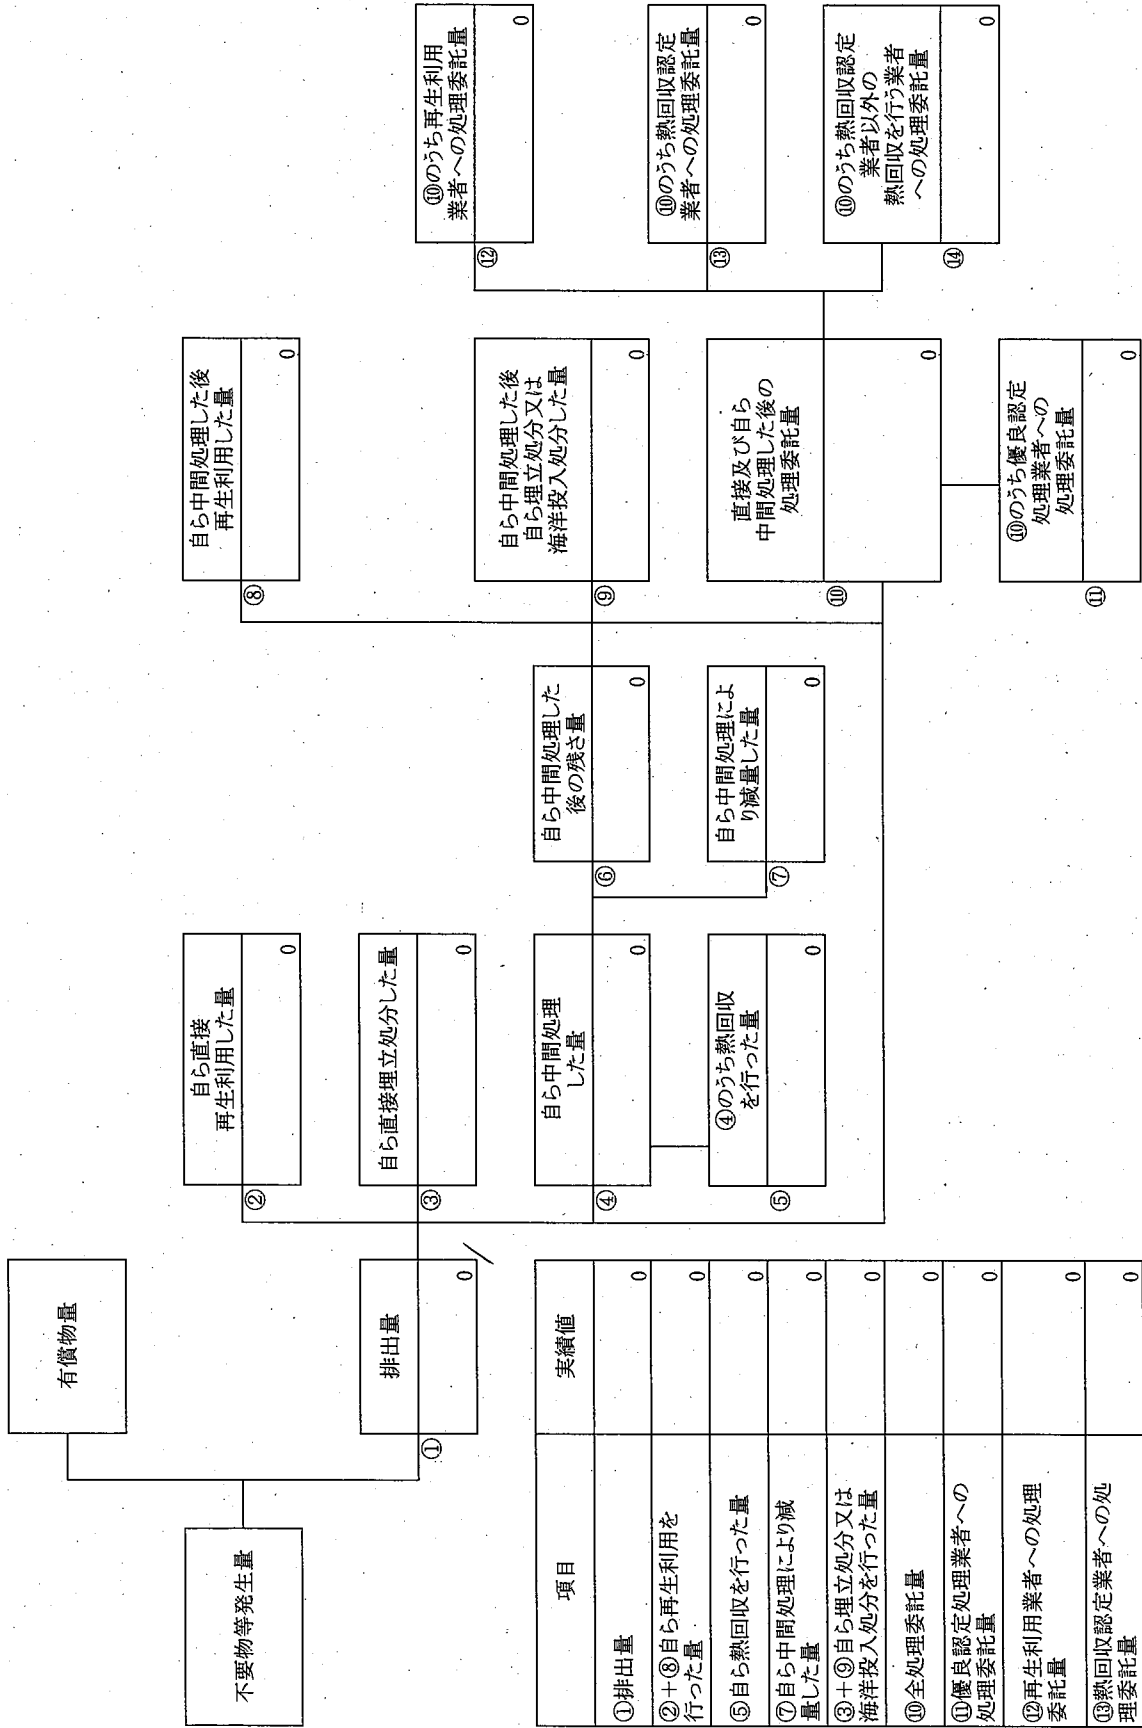 不要物等発生量
有償物量
①
排出量
0
②
自ら直接
再生利用した量
0
③
自ら直接埋立処分した量
0
④
自ら中間処理
した量
0
⑤
④のうち熱回収
を行った量
0
⑥
自ら中間処理した
後の残さ量
0
⑦
自ら中間処理によ
り減量した量
0
⑧
自ら中間処理した後
再生利用した量
0
⑨
自ら中間処理した後
自ら埋立処分又は
海洋投入処分した量
0
⑩
直接及び自ら
中間処理した後の
処理委託量
0
⑪
⑩のうち優良認定
処理業者への
処理委託量
0
⑫
⑩のうち再生利用
業者への処理委託量
0
⑬
⑩のうち熱回収認定
業者への処理委託量
0
⑭
⑩のうち熱回収認定
業者以外の
熱回収を行う業者
への処理委託量
0
項目 実績値
①排出量 0
②+⑧自ら再生利用を
行った量 0
⑤自ら熱回収を行った量 0
⑦自ら中間処理により減
量した量 0
③+⑨自ら埋立処分又は
海洋投入処分を行った量 0
⑩全処理委託量 0
⑪優良認定処理業者への
処理委託量 0
⑫再生利用業者への処理
委託量 0
⑬熱回収認定業者への処
理委託量 0